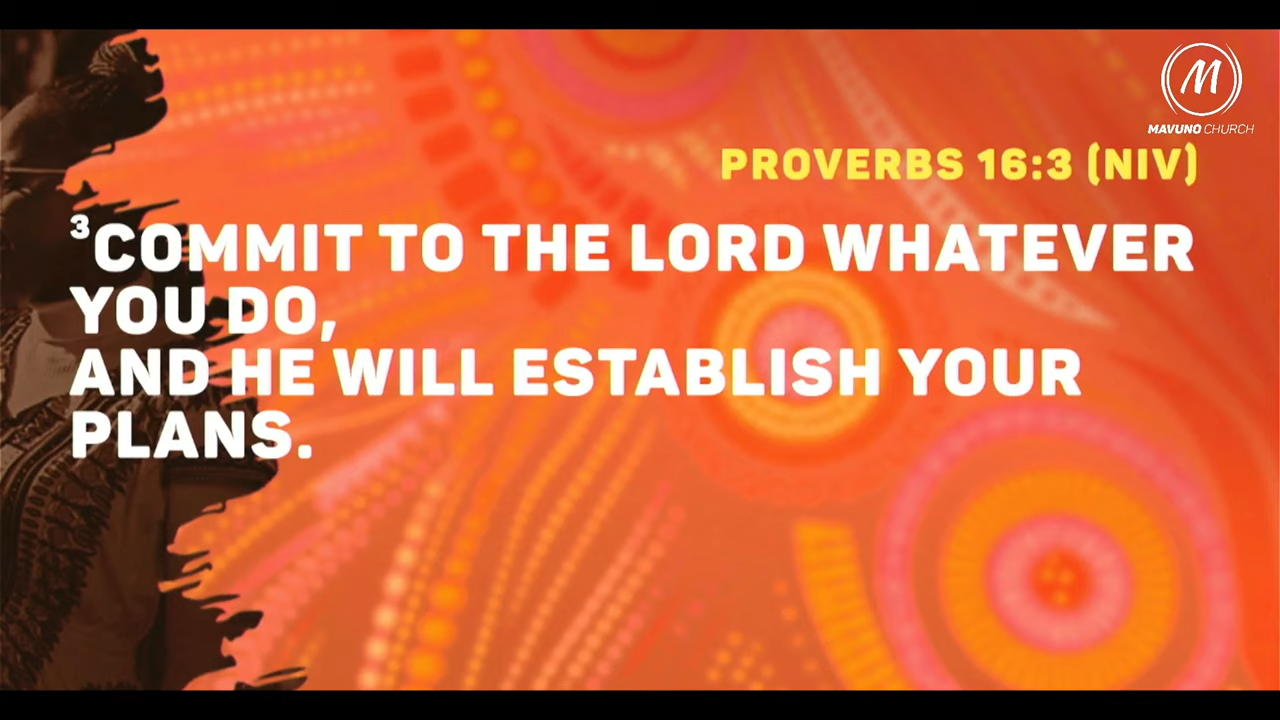 M
MAVUNO CHURCH
PROVERBS 16:3 (NIV)
³COMMIT TO THE LORD WHATEVER
YOU DO,
AND HE WILL ESTABLISH YOUR
PLANS.